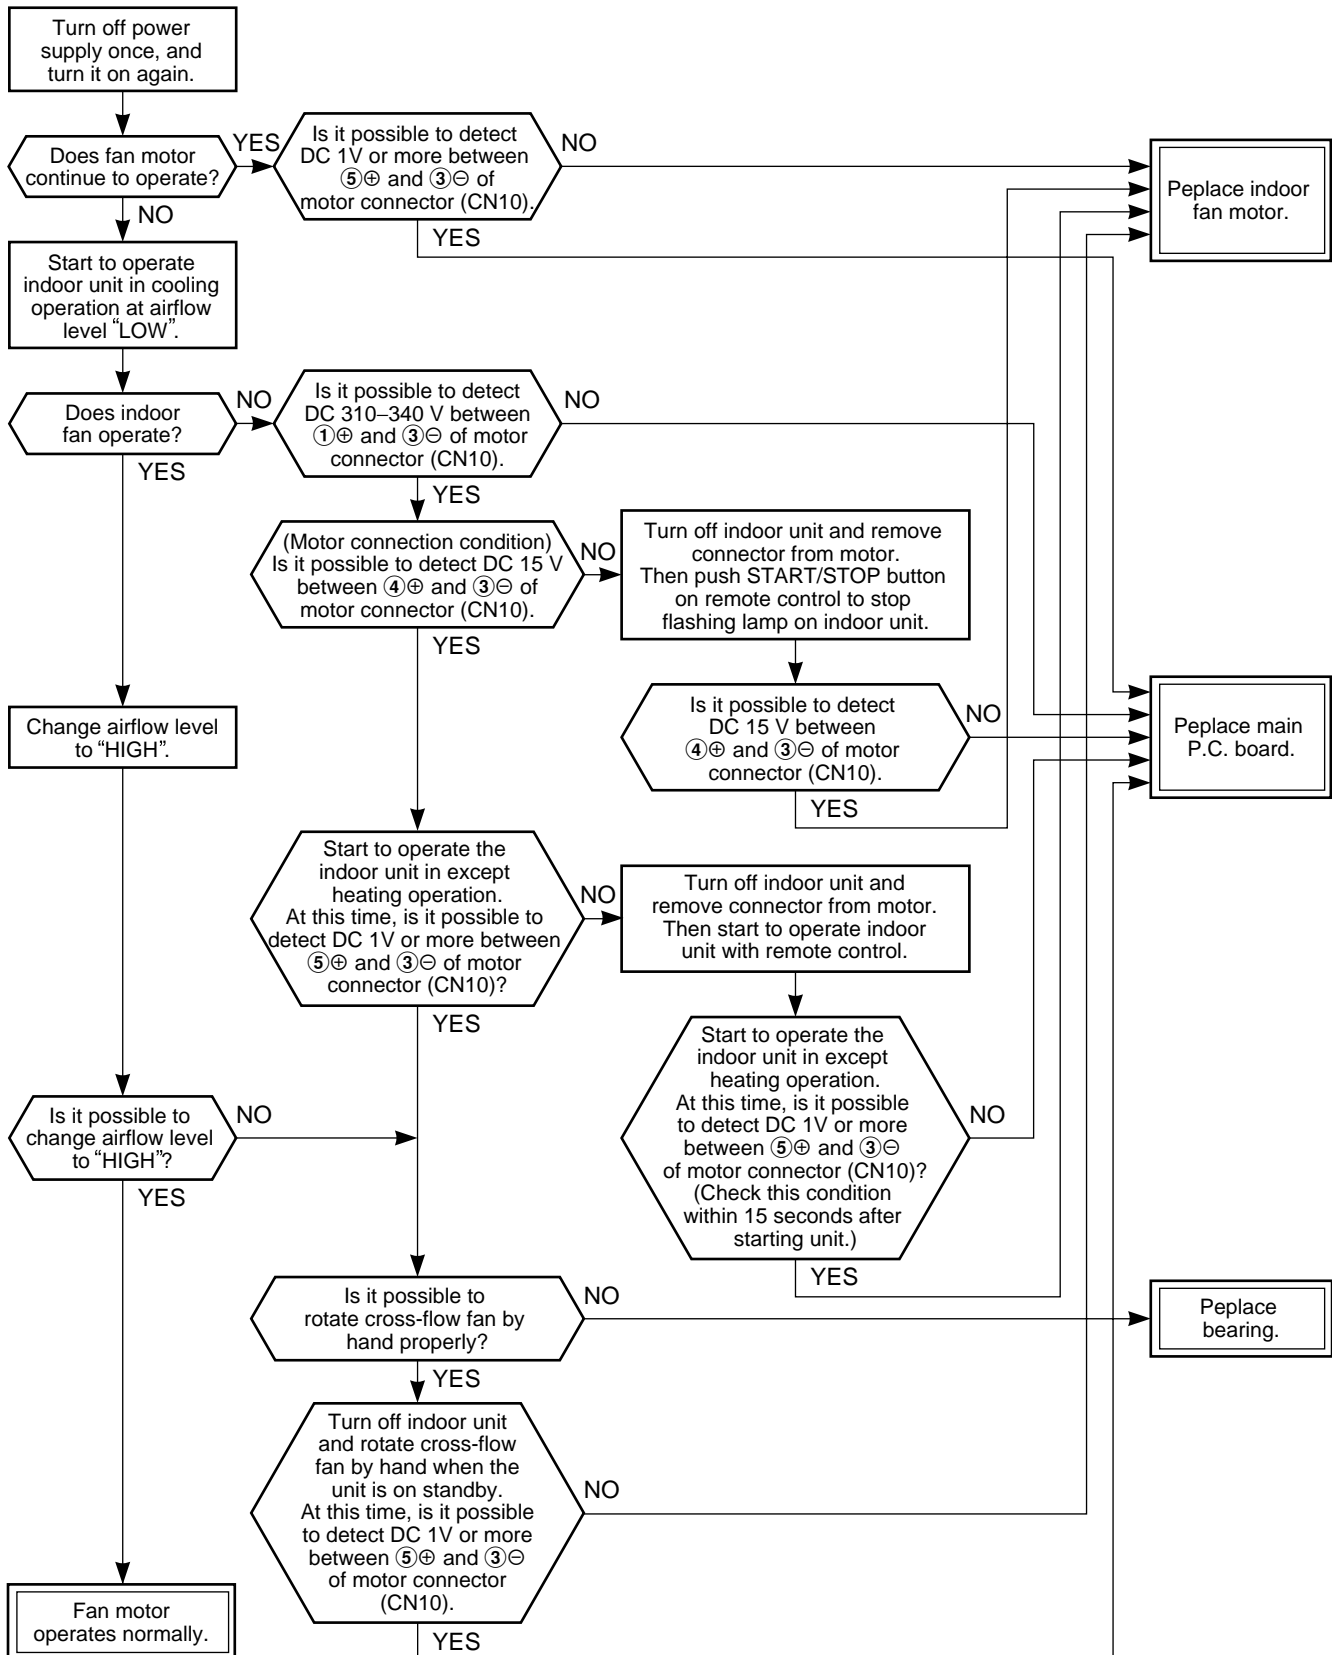 Turn off power
supply once, and
turn it on again.
Does fan motor
continue to operate?
YES
NO
Is it possible to detect
DC 1V or more between
⑤⊕ and ③⊖ of
motor connector (CN10).
NO
YES
Peplace indoor
fan motor.
Start to operate
indoor unit in cooling
operation at airflow
level “LOW”.
Does indoor
fan operate?
NO
YES
Is it possible to detect
DC 310–340 V between
①⊕ and ③⊖ of motor
connector (CN10).
NO
YES
(Motor connection condition)
Is it possible to detect DC 15 V
between ④⊕ and ③⊖ of
motor connector (CN10).
NO
YES
Turn off indoor unit and remove
connector from motor.
Then push START/STOP button
on remote control to stop
flashing lamp on indoor unit.
Is it possible to detect
DC 15 V between
④⊕ and ③⊖ of motor
connector (CN10).
NO
YES
Peplace main
P.C. board.
Change airflow level
to “HIGH”.
Start to operate the
indoor unit in except
heating operation.
At this time, is it possible to
detect DC 1V or more between
⑤⊕ and ③⊖ of motor
connector (CN10)?
NO
YES
Turn off indoor unit and
remove connector from motor.
Then start to operate indoor
unit with remote control.
Start to operate the
indoor unit in except
heating operation.
At this time, is it possible
to detect DC 1V or more
between ⑤⊕ and ③⊖
of motor connector (CN10)?
(Check this condition
within 15 seconds after
starting unit.)
NO
YES
Is it possible to
change airflow level
to “HIGH”?
NO
YES
Is it possible to
rotate cross-flow fan by
hand properly?
NO
YES
Peplace
bearing.
Turn off indoor unit
and rotate cross-flow
fan by hand when the
unit is on standby.
At this time, is it possible
to detect DC 1V or more
between ⑤⊕ and ③⊖
of motor connector
(CN10).
NO
YES
Fan motor
operates normally.